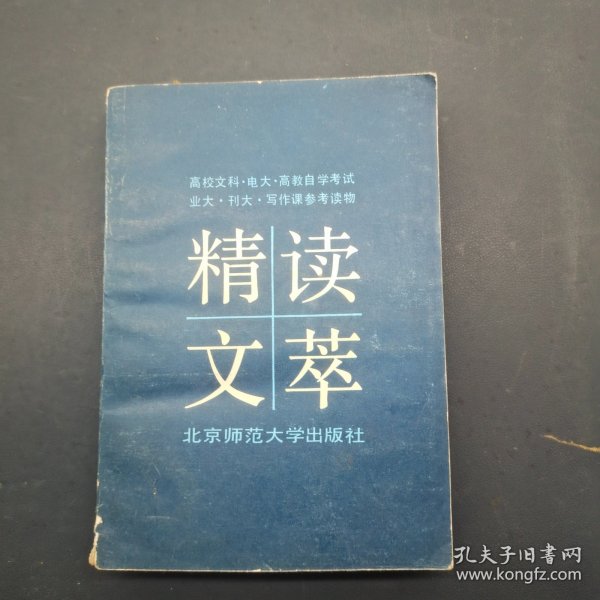 高校文科·电大·高教自学考试
业大·刊大·写作课参考读物
精读
文萃
北京师范大学出版社
孔夫子旧书网
www.kongfz.com